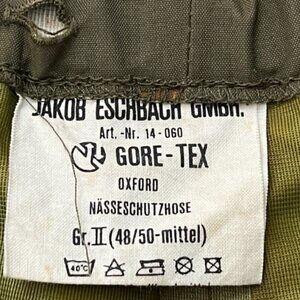 JAKOB ESCHBACH GMBH.
Art.-Nr. 14-060
GORE-TEX
OXFORD
NÄSSESCHUTZHOSE
Gr.II(48/50-mittel)
40°C